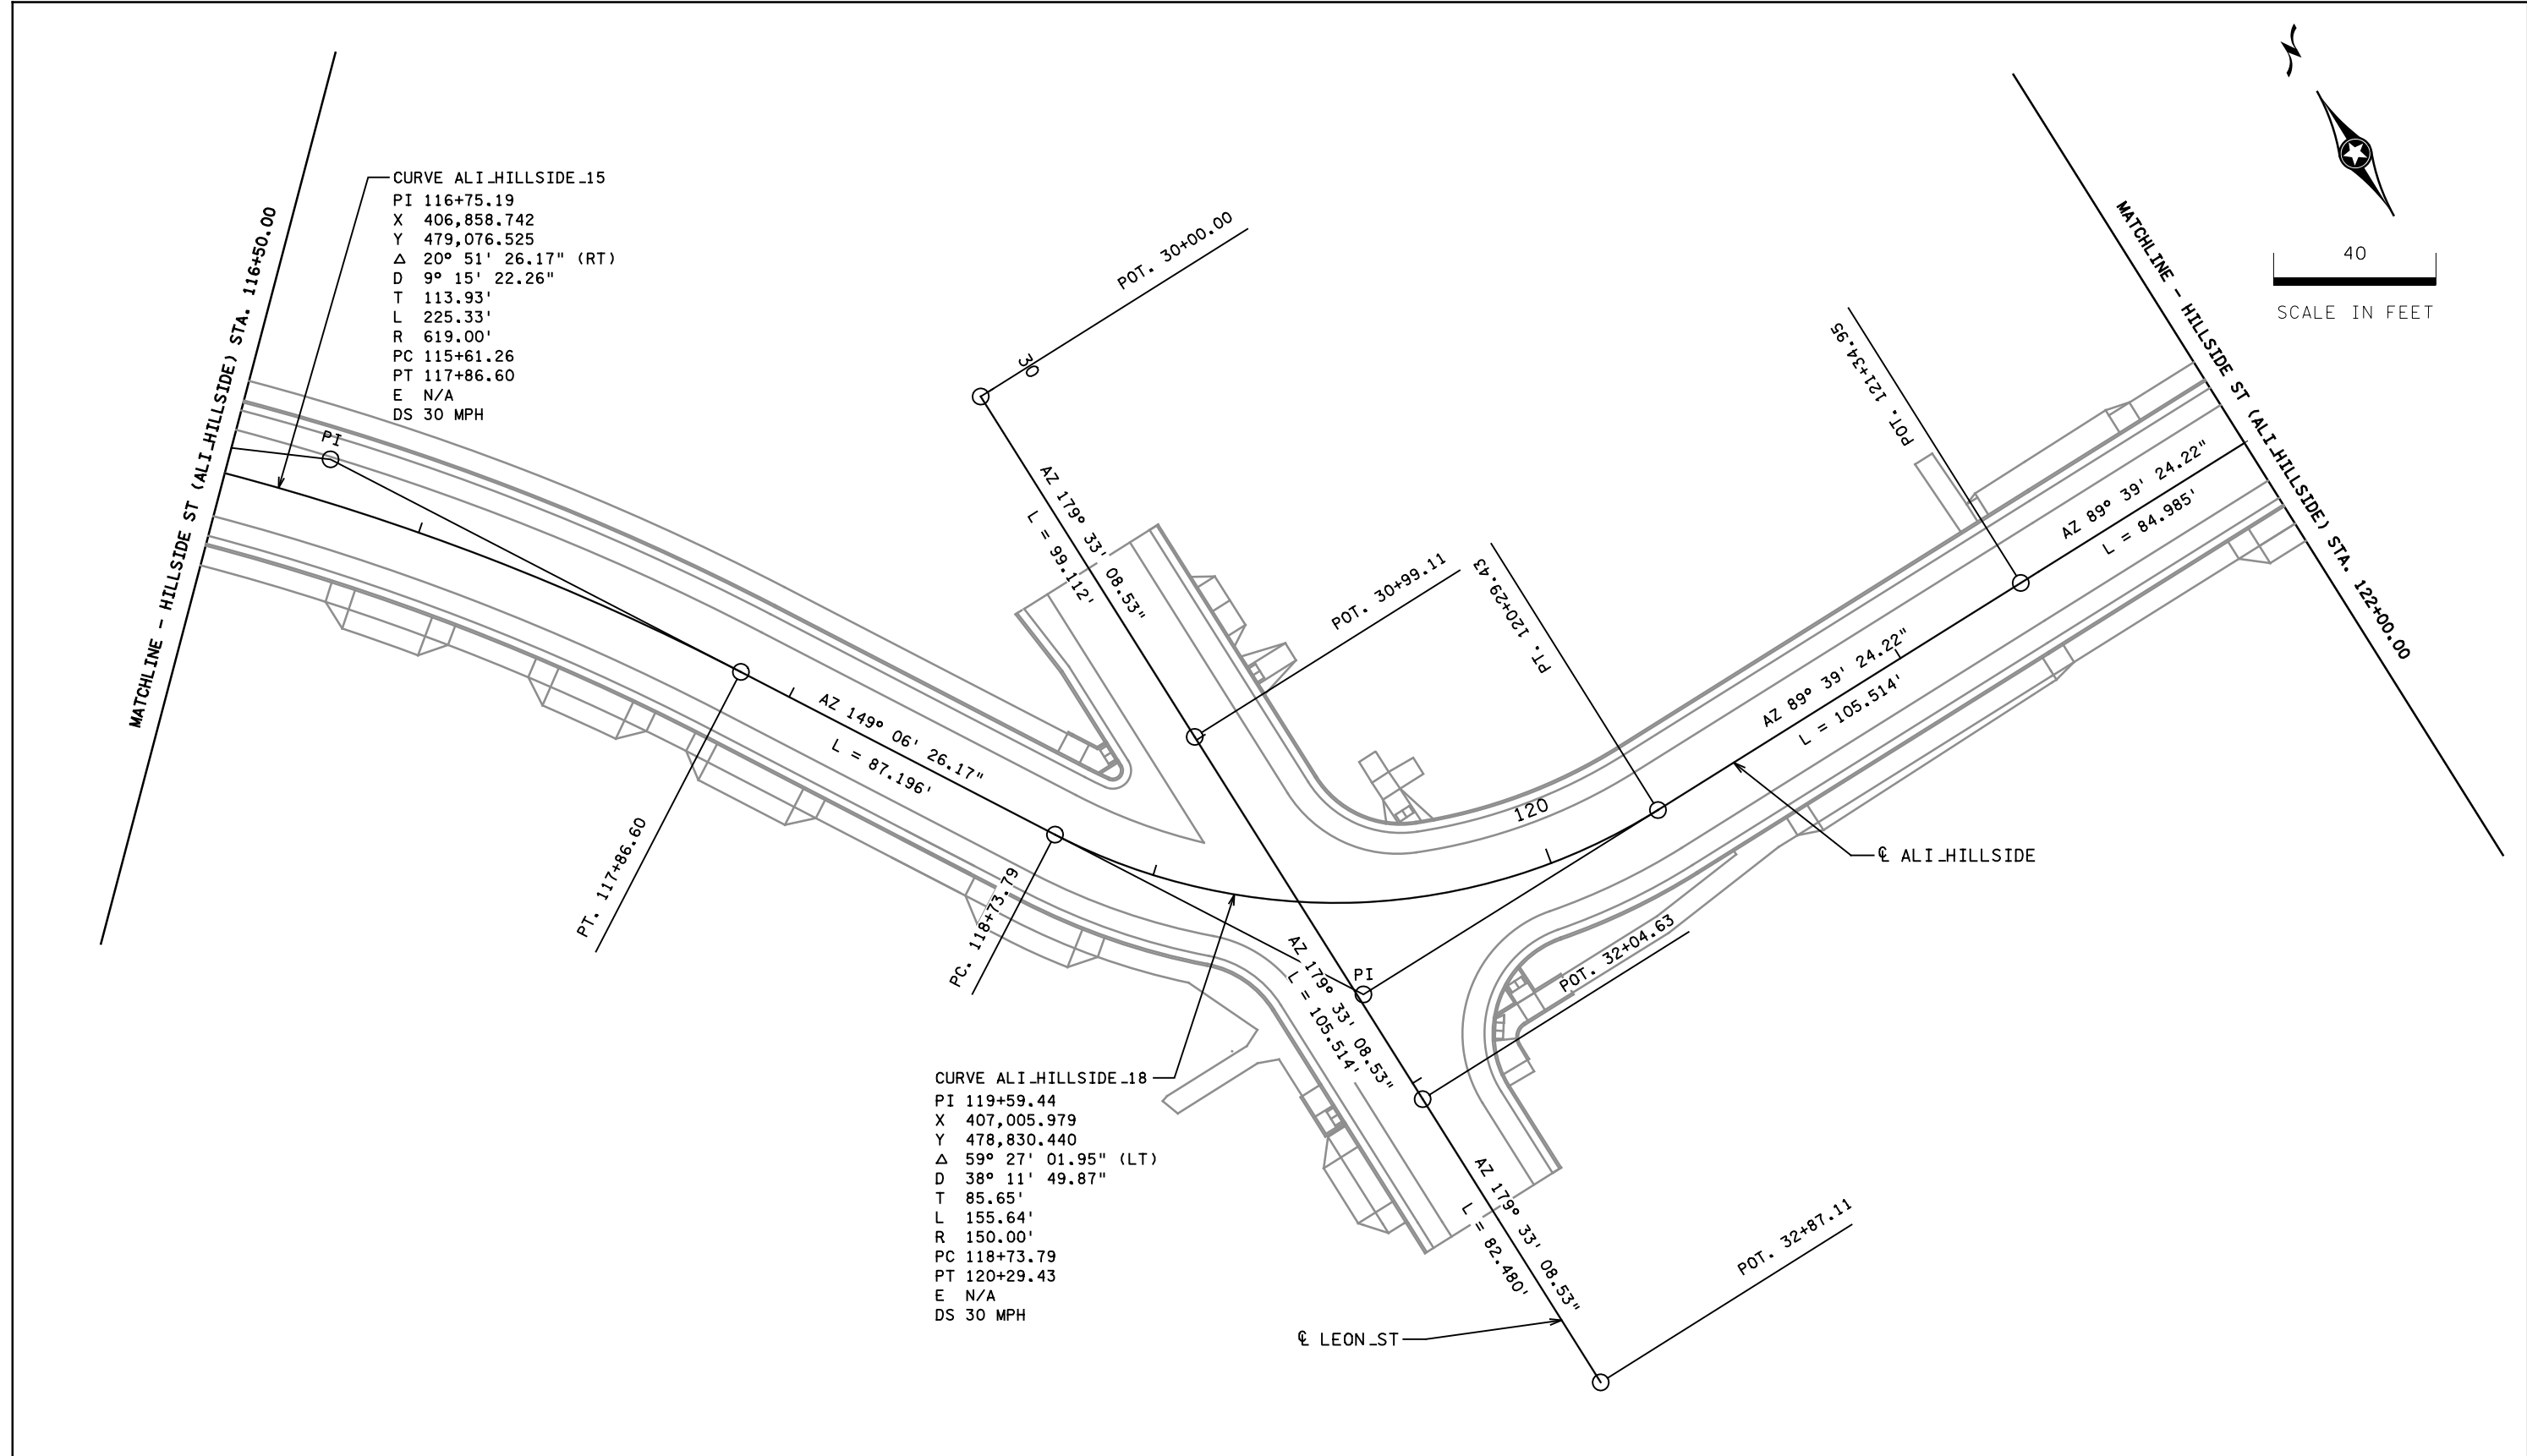 MATCHLINE - HILLSIDE ST (ALI_HILLSIDE) STA. 116+50.00
CURVE ALI_HILLSIDE_15
PI 116+75.19
X 406,858.742
Y 479,076.525
Δ 20° 51' 26.17" (RT)
D 9° 15' 22.26"
T 113.93'
L 225.33'
R 619.00'
PC 115+61.26
PT 117+86.60
E N/A
DS 30 MPH
PI
POT. 30+00.00
30
AZ 179° 33' 08.53"
L = 99.112'
POT. 30+99.11
PT. 120+29.43
POT. 121+34.95
MATCHLINE - HILLSIDE ST (ALI_HILLSIDE) STA. 122+00.00
40
SCALE IN FEET
AZ 89° 39' 24.22"
L = 84.985'
AZ 89° 39' 24.22"
L = 105.514'
120
℄ ALI_HILLSIDE
AZ 149° 06' 26.17"
L = 87.196'
PT. 117+86.60
PC. 118+73.79
PI
AZ 179° 33' 08.53"
L = 105.514'
POT. 32+04.63
CURVE ALI_HILLSIDE_18
PI 119+59.44
X 407,005.979
Y 478,830.440
Δ 59° 27' 01.95" (LT)
D 38° 11' 49.87"
T 85.65'
L 155.64'
R 150.00'
PC 118+73.79
PT 120+29.43
E N/A
DS 30 MPH
AZ 179° 33' 08.53"
L = 82.480'
POT. 32+87.11
℄ LEON_ST